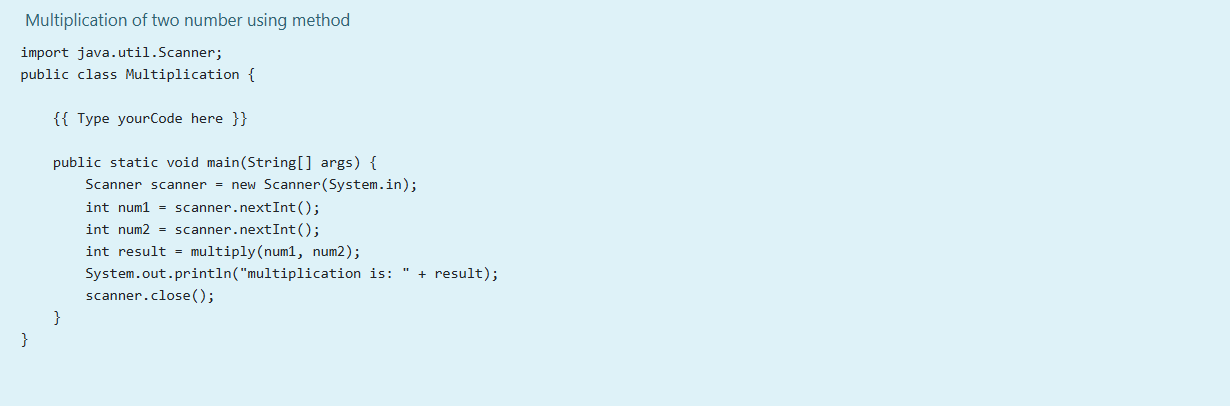 Multiplication of two number using method
import java.util.Scanner;
public class Multiplication {
{{ Type yourCode here }}
public static void main(String[] args) {
Scanner scanner = new Scanner(System.in);
int num1 = scanner.nextInt();
int num2 = scanner.nextInt();
int result = multiply(num1, num2);
System.out.println("multiplication is: " + result);
scanner.close();
}
}